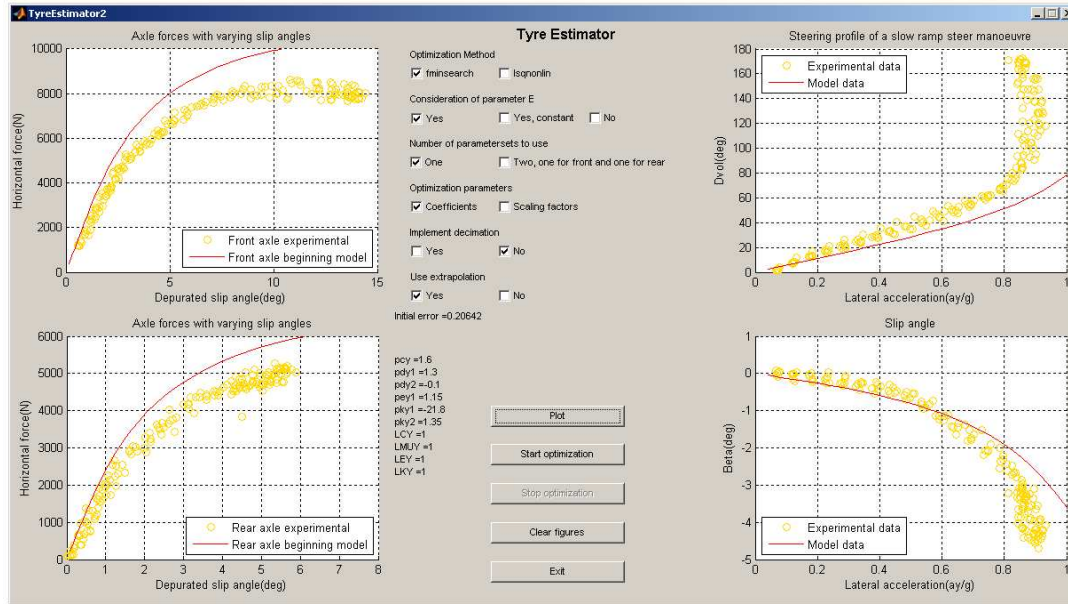 TyreEstimator2
Axle forces with varying slip angles
10000
8000
6000
4000
2000
0
Horizontal force(N)
Front axle experimental
Front axle beginning model
0 5 10 15
Depurated slip angle(deg)
Axle forces with varying slip angles
6000
5000
4000
3000
2000
1000
0
Horizontal force(N)
Rear axle experimental
Rear axle beginning model
0 1 2 3 4 5 6 7 8
Depurated slip angle(deg)
Tyre Estimator
Optimization Method
fminsearch lsqnonlin
Consideration of parameter E
Yes Yes, constant No
Number of parametersets to use
One Two, one for front and one for rear
Optimization parameters
Coefficients Scaling factors
Implement decimation
Yes No
Use extrapolation
Yes No
Initial error =0.20642
pcy =1.6
pdy1 =1.3
pdy2 =-0.1
pey1 =1.15
pky1 =-21.8
pky2 =1.35
LCY =1
LMUY =1
LEY =1
LKY =1
Plot
Start optimization
Stop optimization
Clear figures
Exit
Steering profile of a slow ramp steer manoeuvre
180
160
140
120
100
80
60
40
20
0
Dvol(deg)
Experimental data
Model data
0 0.2 0.4 0.6 0.8 1
Lateral acceleration(ay/g)
Slip angle
0
-1
-2
-3
-4
-5
Beta(deg)
Experimental data
Model data
0 0.2 0.4 0.6 0.8 1
Lateral acceleration(ay/g)